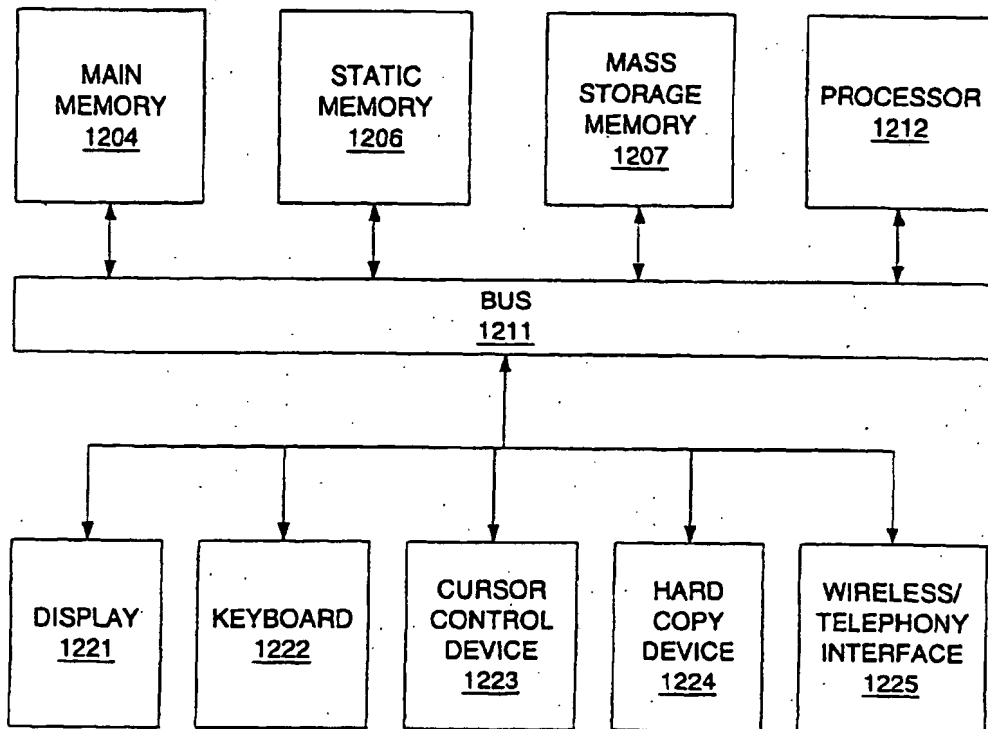 MAIN
MEMORY
1204
STATIC
MEMORY
1206
MASS
STORAGE
MEMORY
1207
PROCESSOR
1212
BUS
1211
DISPLAY
1221
KEYBOARD
1222
CURSOR
CONTROL
DEVICE
1223
HARD
COPY
DEVICE
1224
WIRELESS/
TELEPHONY
INTERFACE
1225